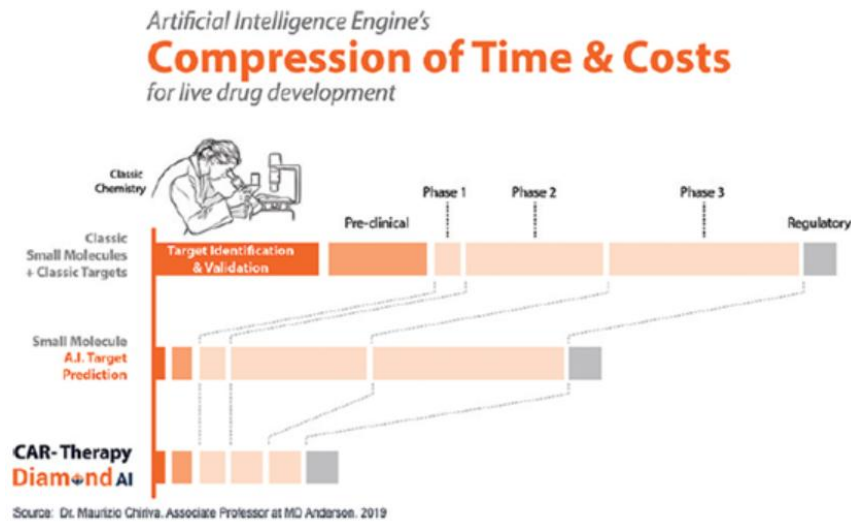 Artificial Intelligence Engine's
Compression of Time & Costs
for live drug development
Classic
Chemistry
Phase 1
Phase 2
Phase 3
Pre-clinical
Regulatory
Classic
Small Molecules
+ Classic Targets
Target Identification
& Validation
Small Molecule
A.I. Target
Prediction
CAR-Therapy
Diamond AI
Source: Dr. Maurizio Chiriva. Associate Professor at MD Anderson. 2019